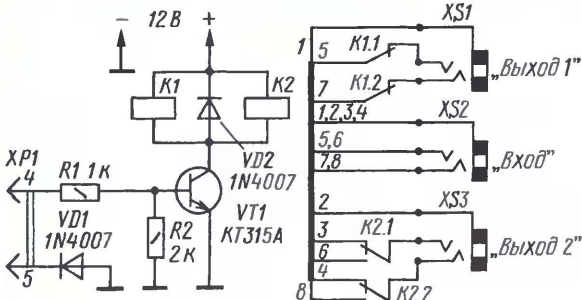 − 12 В +
K1
K2
VD2
1N4007
XP1
4
R1 1к
VD1
1N4007
R2
2к
VT1
КТ315А
5
XS1
1
5
K1.1
7
K1.2
„Выход 1”
1,2,3,4
XS2
5,6
7,8
„Вход”
2
XS3
3
K2.1
6
4
„Выход 2”
8
K2.2